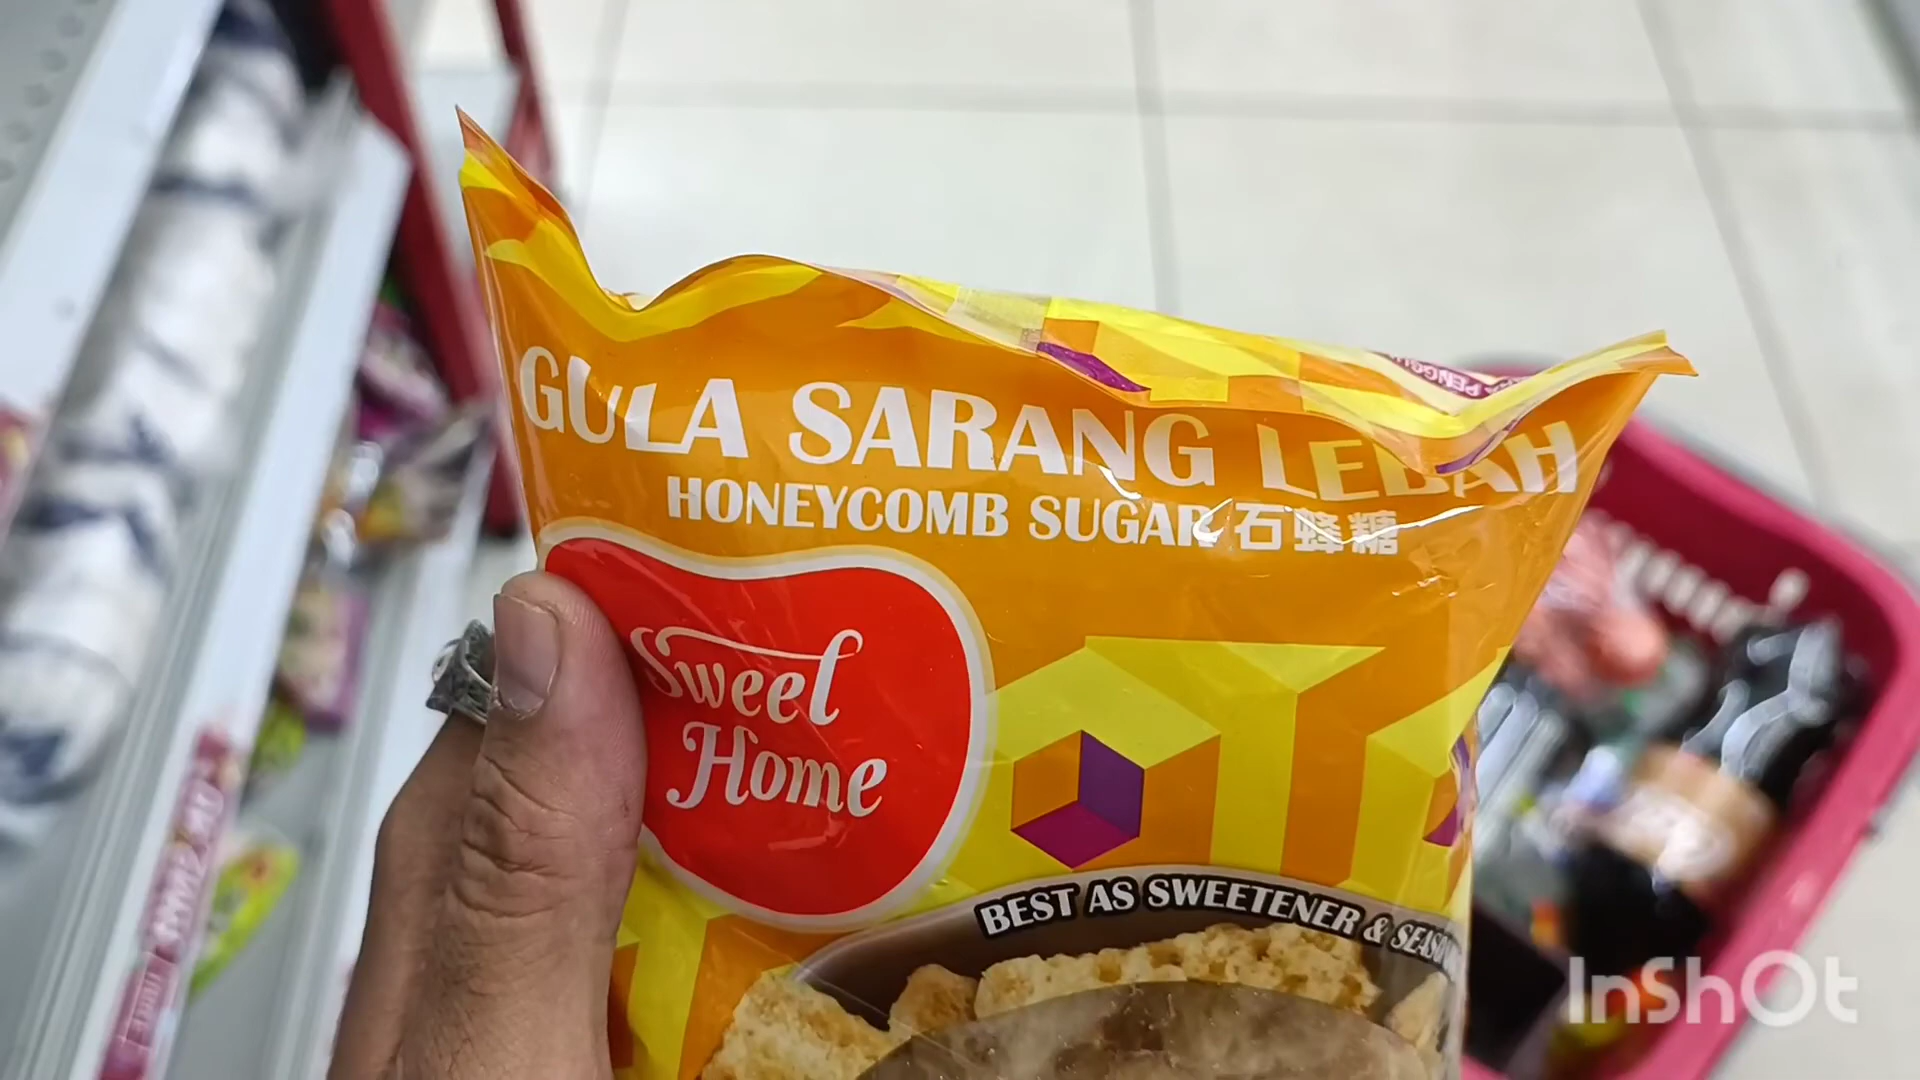 GULA SARANG LEBAH
HONEYCOMB SUGAR 石蜂糖
Sweet
Home
BEST AS SWEETENER &
InShOt